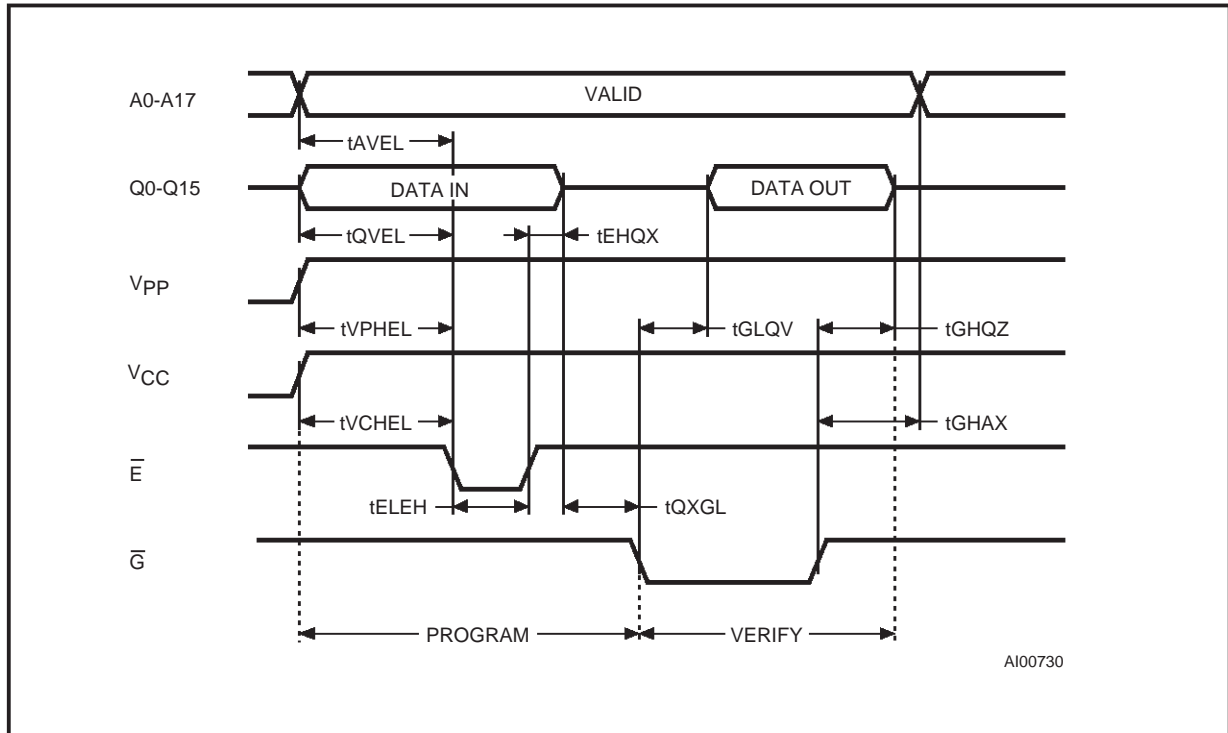 A0-A17
VALID
tAVEL
Q0-Q15
DATA IN
DATA OUT
tQVEL
tEHQX
VPP
tVPHEL
tGLQV
tGHQZ
VCC
tVCHEL
tGHAX
E̅
tELEH
tQXGL
G̅
PROGRAM
VERIFY
AI00730